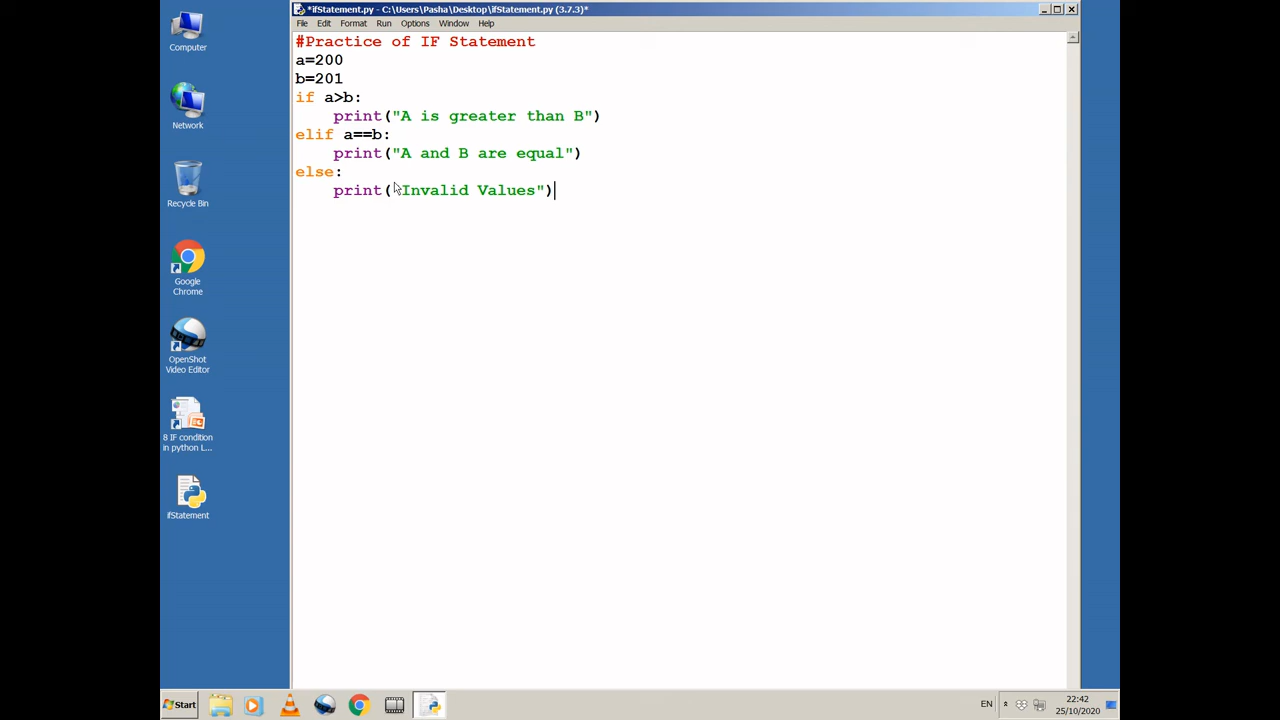 *ifStatement.py - C:\Users\Pasha\Desktop\ifStatement.py (3.7.3)*
File Edit Format Run Options Window Help
#Practice of IF Statement
a=200
b=201
if a>b:
    print("A is greater than B")
elif a==b:
    print("A and B are equal")
else:
    print("Invalid Values")
Computer
Network
Recycle Bin
Google
Chrome
OpenShot
Video Editor
8 IF condition
in python L...
ifStatement
Start
EN
22:42
25/10/2020